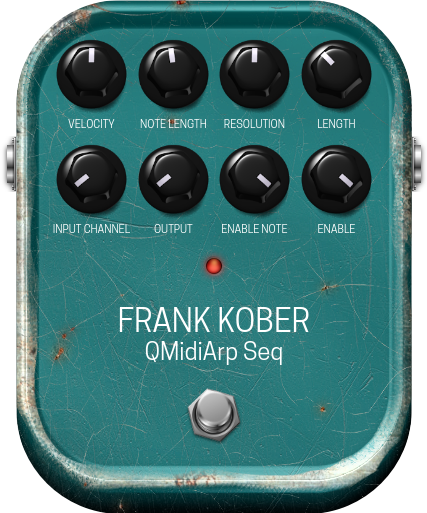 VELOCITY NOTE LENGTH RESOLUTION LENGTH
INPUT CHANNEL OUTPUT ENABLE NOTE ENABLE
FRANK KOBER
QMidiArp Seq